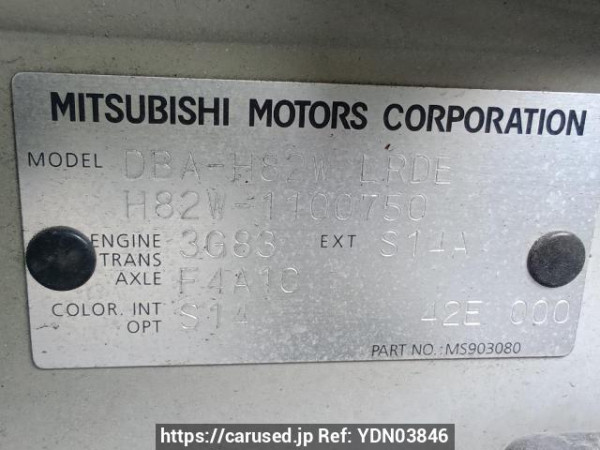 MITSUBISHI MOTORS CORPORATION
MODEL DBA-H82W LRDE
H82W-1400750
ENGINE 3G83 EXT S14A
TRANS
AXLE F4A1C
COLOR. INT S14 42E 000
OPT
PART NO.:MS903080
https://carused.jp Ref: YDN03846